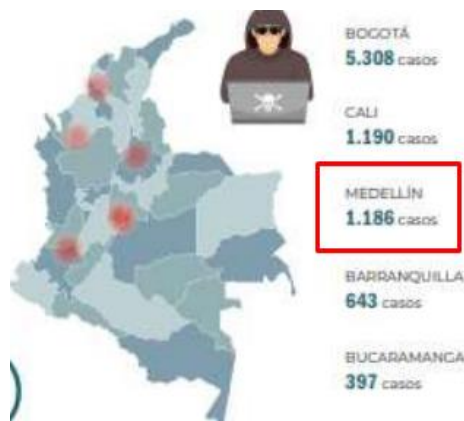 BOGOTÁ
5.308 casos
CALI
1.190 casos
MEDELLÍN
1.186 casos
BARRANQUILLA
643 casos
BUCARAMANGA
397 casos